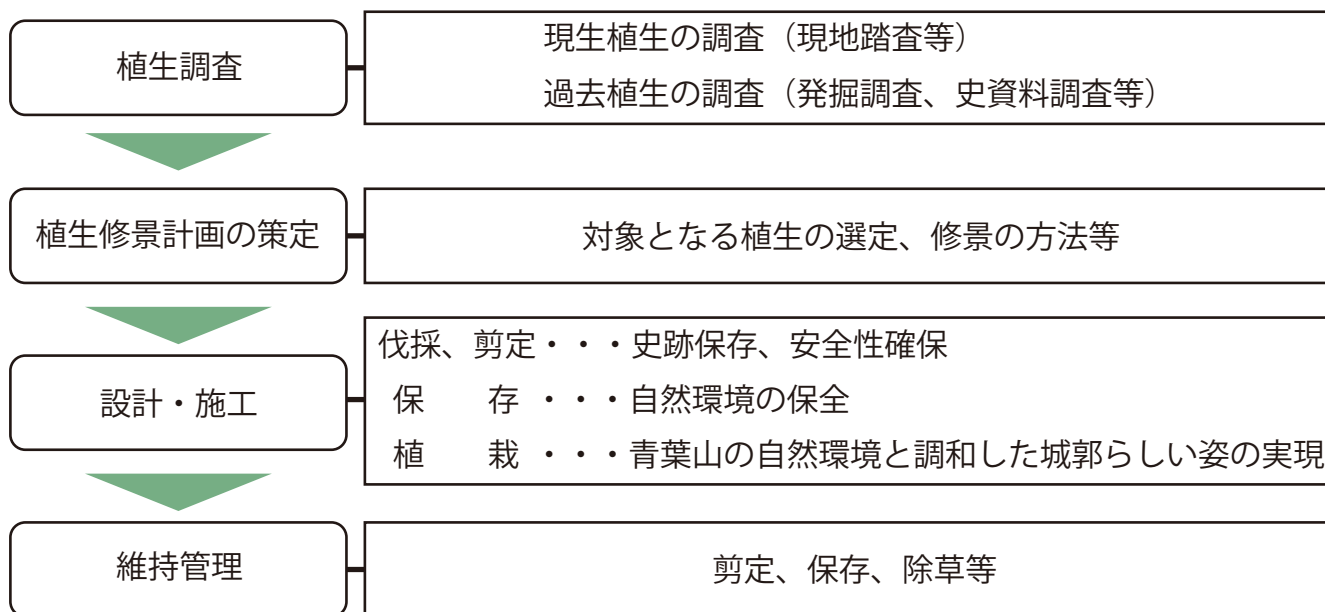 植生調査
現生植生の調査（現地踏査等）
過去植生の調査（発掘調査、史資料調査等）
植生修景計画の策定
対象となる植生の選定、修景の方法等
設計・施工
伐採、剪定・・・史跡保存、安全性確保
保　　存・・・自然環境の保全
植　　栽・・・青葉山の自然環境と調和した城郭らしい姿の実現
維持管理
剪定、保存、除草等